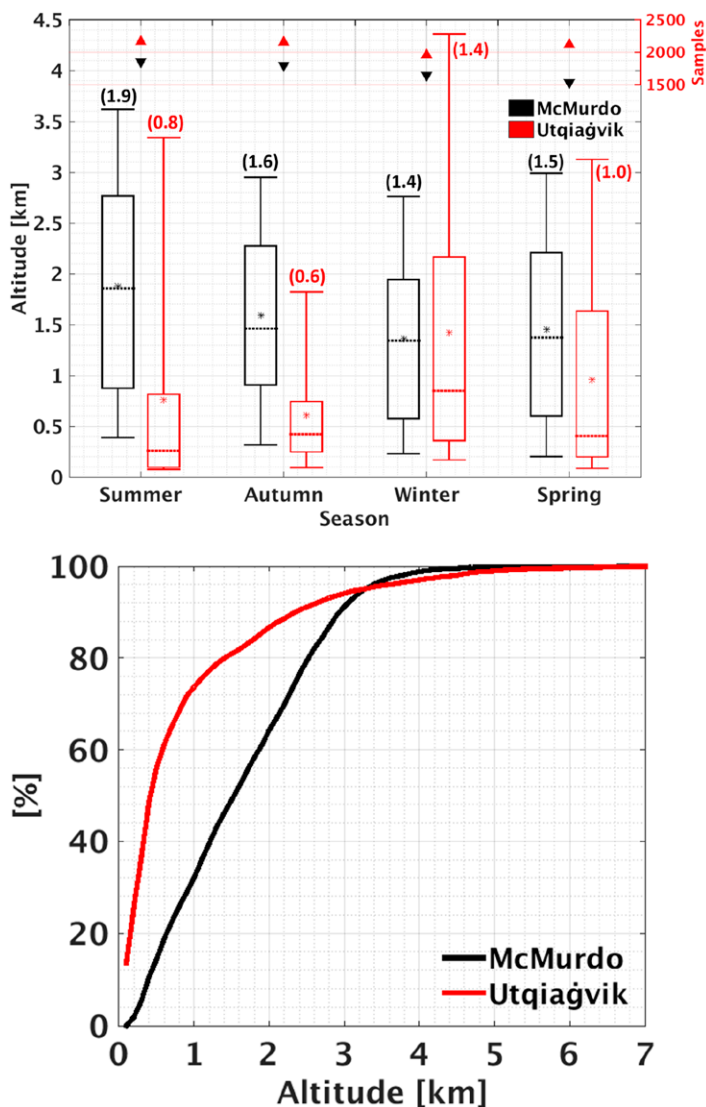 4.5
4
3.5
3
2.5
2
1.5
1
0.5
0
Altitude [km]
2500
2000
1500
Samples
(1.9)
(0.8)
(1.6)
(0.6)
(1.4)
(1.4)
(1.5)
(1.0)
McMurdo
Utqiaġvik
Summer Autumn Winter Spring
Season
100
80
60
40
20
0
[%]
McMurdo
Utqiaġvik
0 1 2 3 4 5 6 7
Altitude [km]